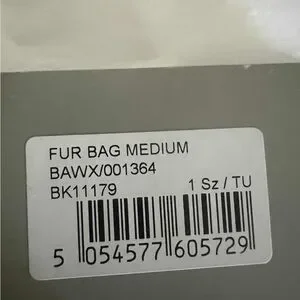 FUR BAG MEDIUM
BAWX/001364
BK11179 1 Sz / TU
5 054577 605729